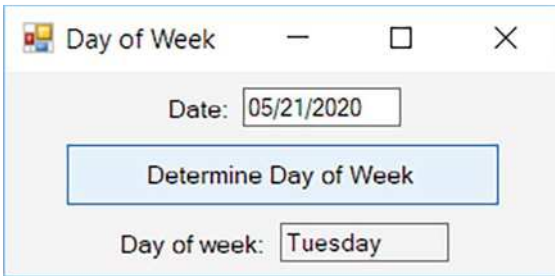 Day of Week
Date: 05/21/2020
Determine Day of Week
Day of week: Tuesday